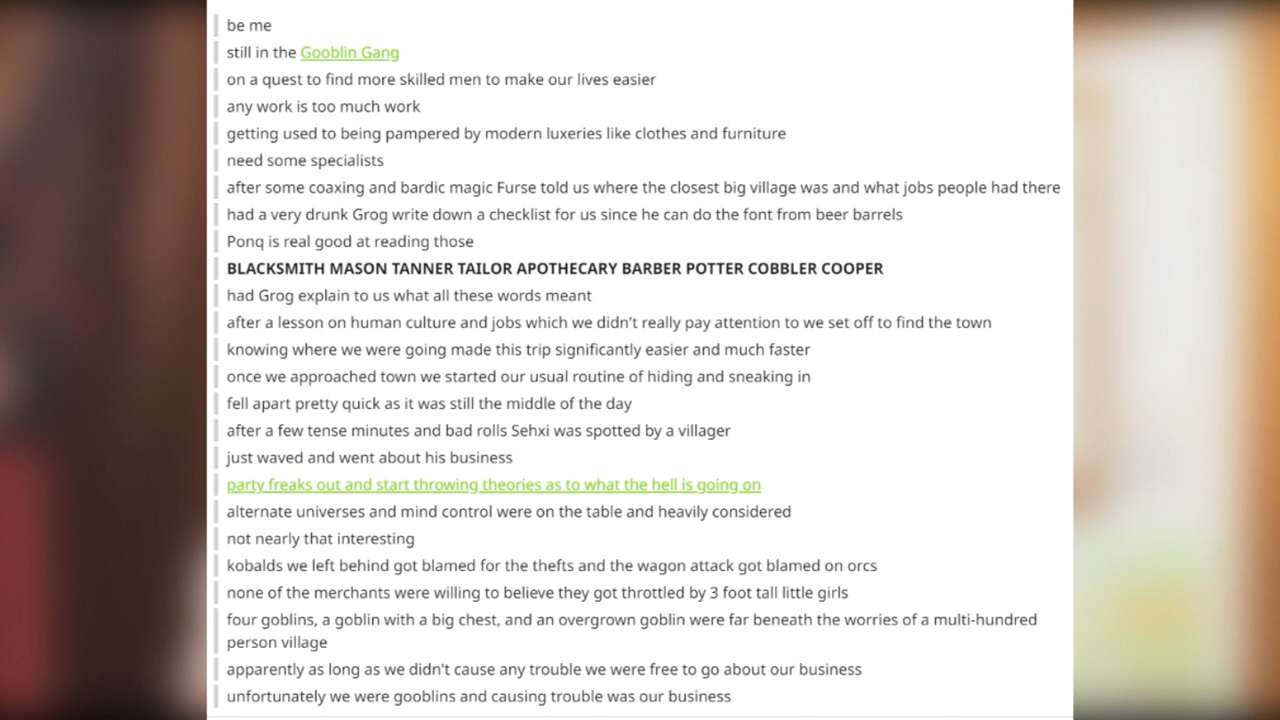 be me
still in the Gooblin Gang
on a quest to find more skilled men to make our lives easier
any work is too much work
getting used to being pampered by modern luxeries like clothes and furniture
need some specialists
after some coaxing and bardic magic Furse told us where the closest big village was and what jobs people had there
had a very drunk Grog write down a checklist for us since he can do the font from beer barrels
Ponq is real good at reading those
BLACKSMITH MASON TANNER TAILOR APOTHECARY BARBER POTTER COBBLER COOPER
had Grog explain to us what all these words meant
after a lesson on human culture and jobs which we didn't really pay attention to we set off to find the town
knowing where we were going made this trip significantly easier and much faster
once we approached town we started our usual routine of hiding and sneaking in
fell apart pretty quick as it was still the middle of the day
after a few tense minutes and bad rolls Sehxi was spotted by a villager
just waved and went about his business
party freaks out and start throwing theories as to what the hell is going on
alternate universes and mind control were on the table and heavily considered
not nearly that interesting
kobalds we left behind got blamed for the thefts and the wagon attack got blamed on orcs
none of the merchants were willing to believe they got throttled by 3 foot tall little girls
four goblins, a goblin with a big chest, and an overgrown goblin were far beneath the worries of a multi-hundred
person village
apparently as long as we didn't cause any trouble we were free to go about our business
unfortunately we were gooblins and causing trouble was our business